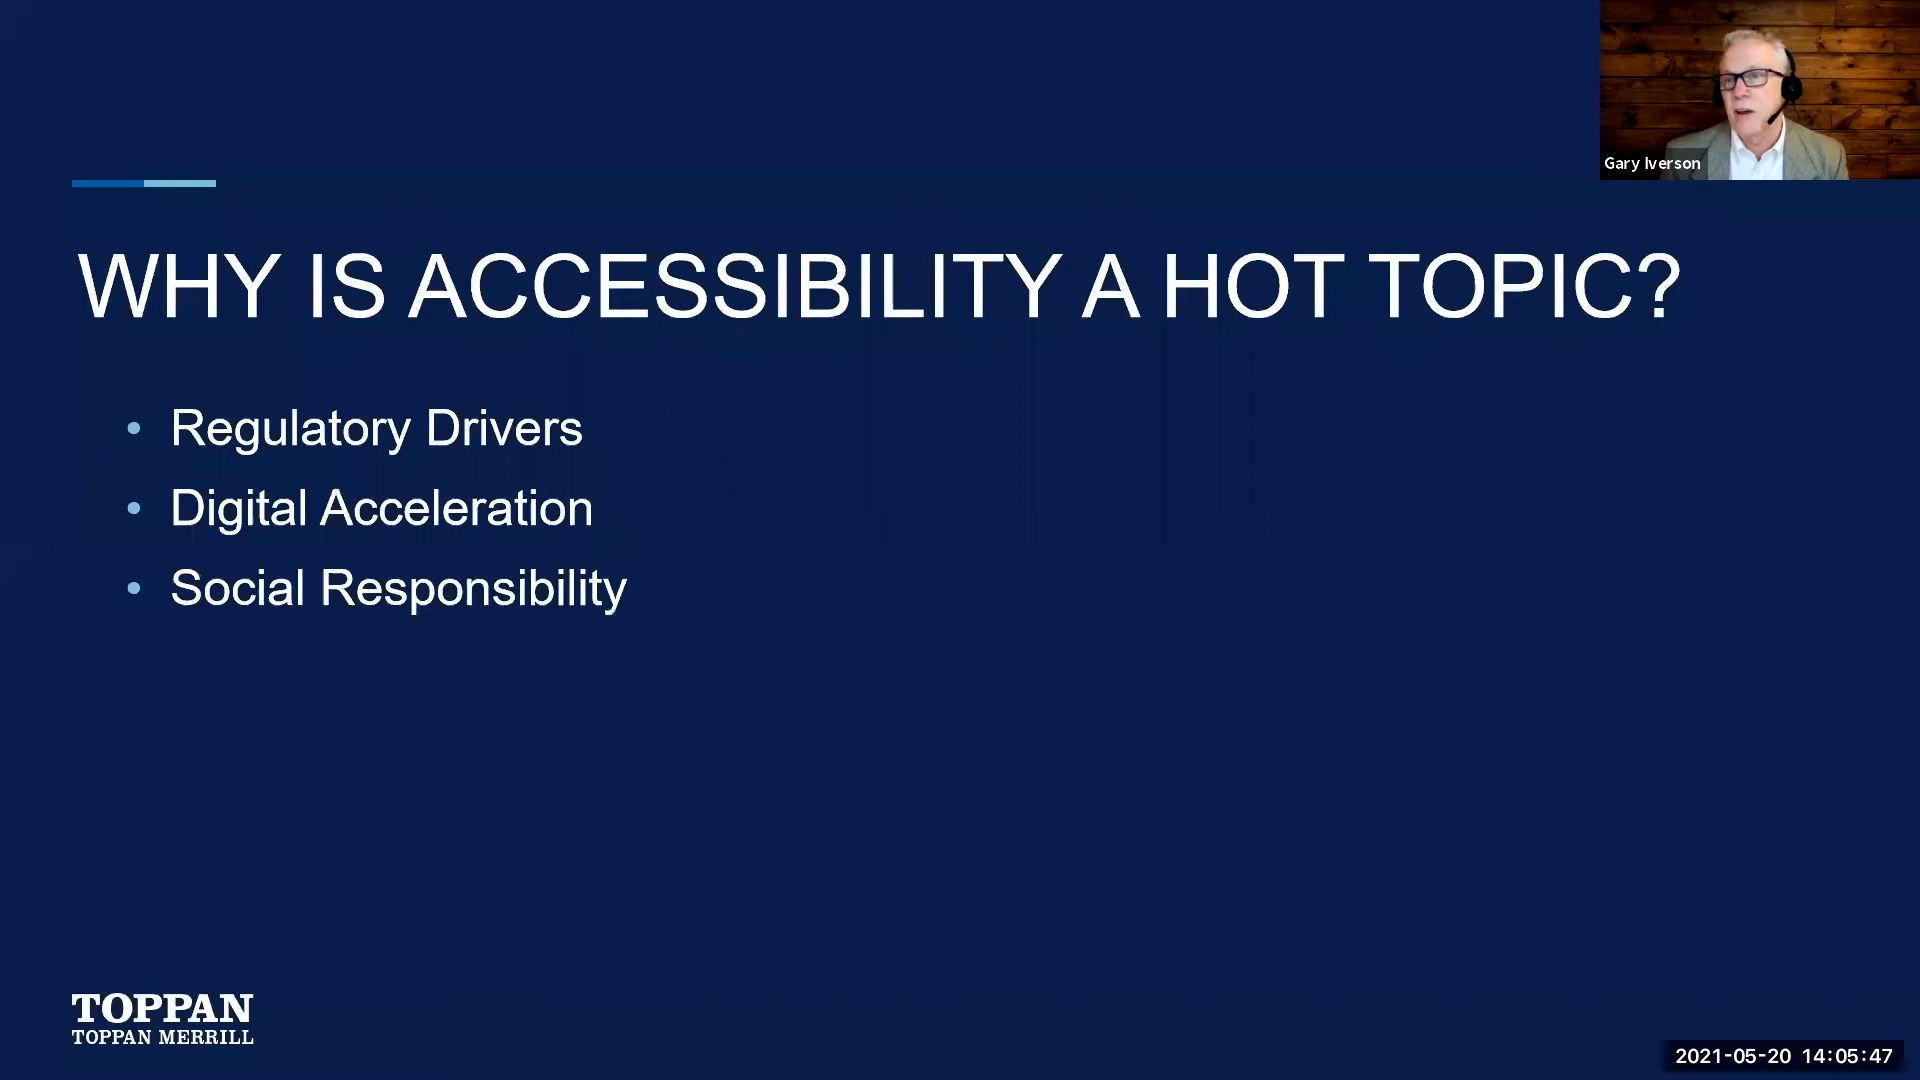 Gary Iverson
WHY IS ACCESSIBILITY A HOT TOPIC?
• Regulatory Drivers
• Digital Acceleration
• Social Responsibility
TOPPAN
TOPPAN MERRILL
2021-05-20 14:05:47